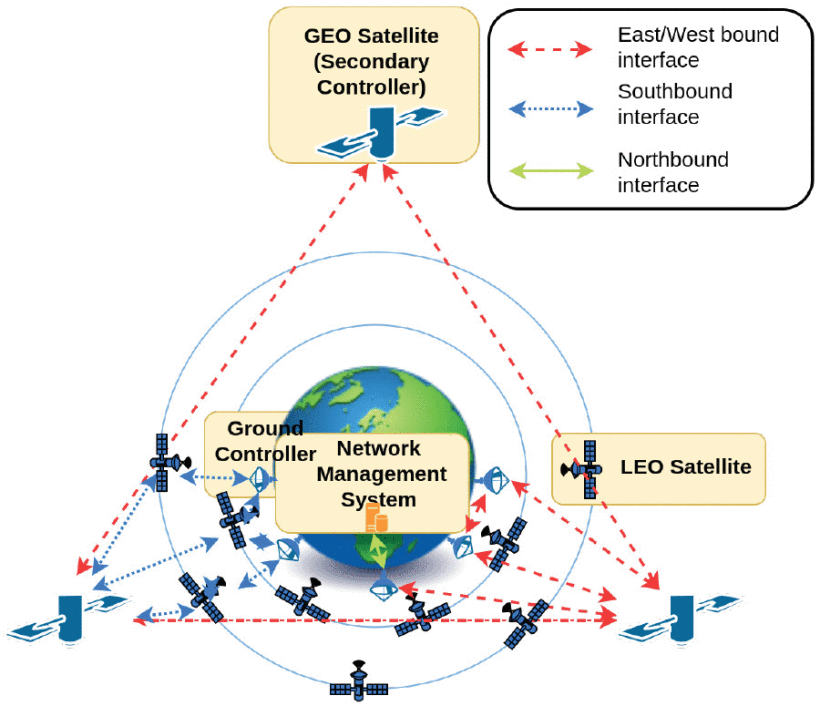 GEO Satellite
(Secondary
Controller)
East/West bound
interface
Southbound
interface
Northbound
interface
Ground
Controller
Network
Management
System
LEO Satellite